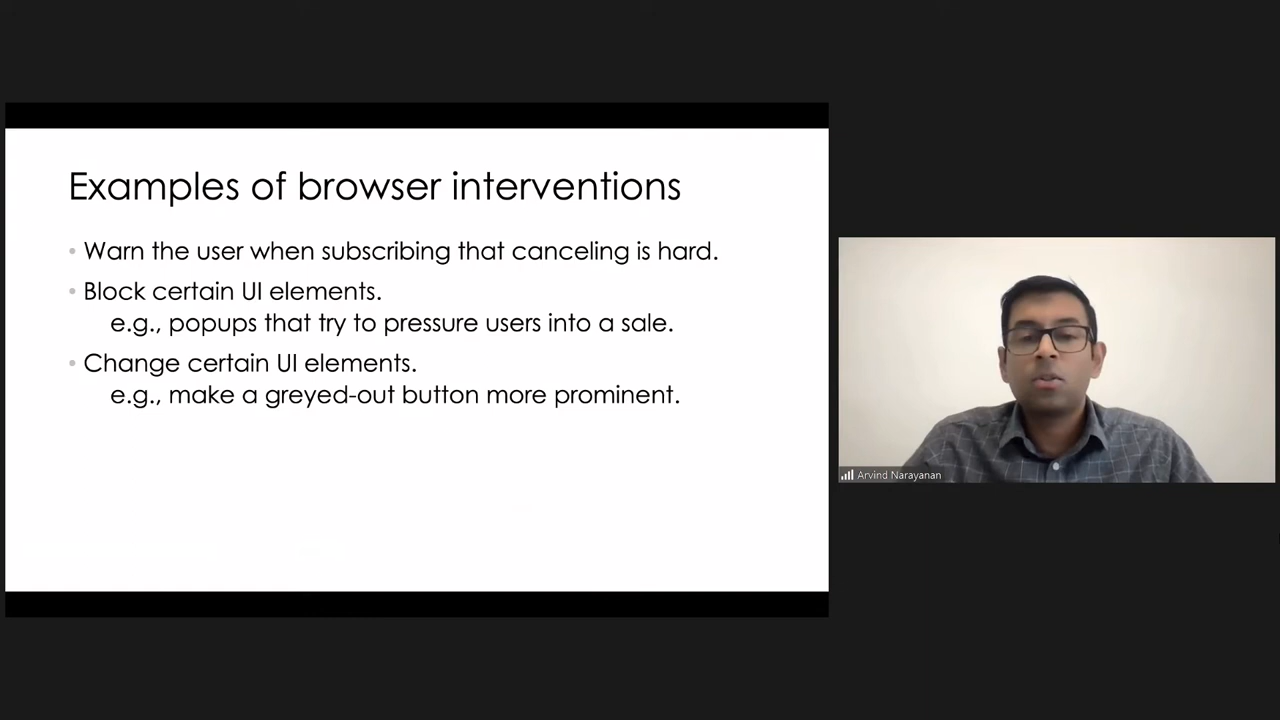 Examples of browser interventions
• Warn the user when subscribing that canceling is hard.
• Block certain UI elements.
e.g., popups that try to pressure users into a sale.
• Change certain UI elements.
e.g., make a greyed-out button more prominent.
Arvind Narayanan